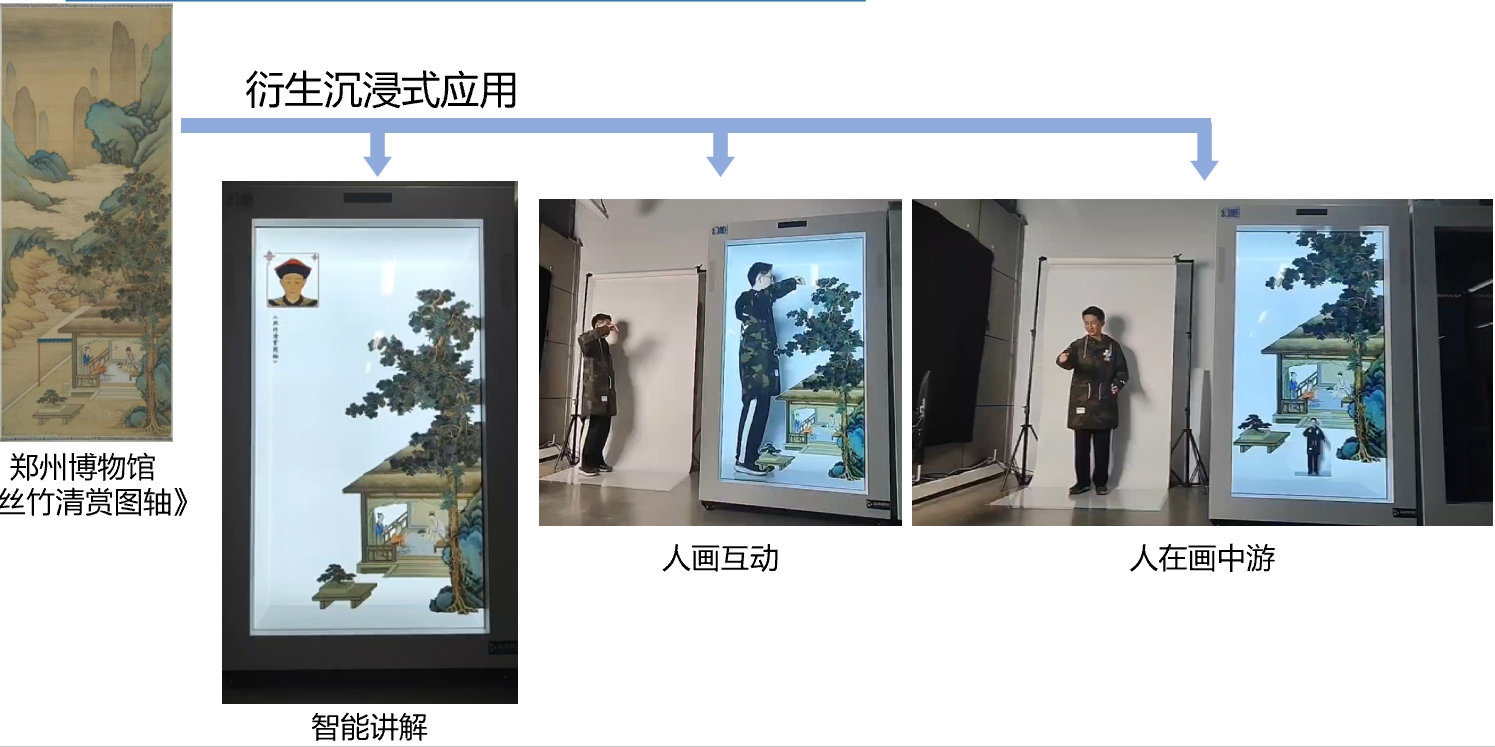 衍生沉浸式应用
郑州博物馆
丝竹清赏图轴》
人画互动
人在画中游
智能讲解